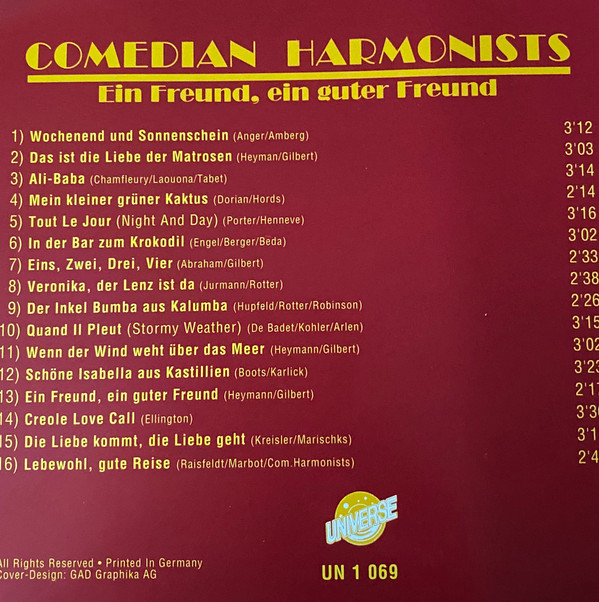 COMEDIAN HARMONISTS
Ein Freund, ein guter Freund
1) Wochenend und Sonnenschein (Anger/Amberg) 3'12
2) Das ist die Liebe der Matrosen (Heyman/Gilbert) 3'03
3) Ali-Baba (Chamfleury/Laouona/Tabet) 3'14
4) Mein kleiner grüner Kaktus (Dorian/Hords) 2'14
5) Tout Le Jour (Night And Day) (Porter/Henneve) 3'16
6) In der Bar zum Krokodil (Engel/Berger/Beda) 3'02
7) Eins, Zwei, Drei, Vier (Abraham/Gilbert) 2'33
8) Veronika, der Lenz ist da (Jurmann/Rotter) 2'38
9) Der Inkel Bumba aus Kalumba (Hupfeld/Rotter/Robinson) 2'26
10) Quand Il Pleut (Stormy Weather) (De Badet/Kohler/Arlen) 3'15
11) Wenn der Wind weht über das Meer (Heymann/Gilbert) 3'02
12) Schöne Isabella aus Kastillien (Boots/Karlick) 3'23
13) Ein Freund, ein guter Freund (Heymann/Gilbert) 2'17
14) Creole Love Call (Ellington) 3'30
15) Die Liebe kommt, die Liebe geht (Kreisler/Marischks) 3'1
16) Lebewohl, gute Reise (Raisfeldt/Marbot/Com.Harmonists) 2'4
UNIVERSE
All Rights Reserved • Printed In Germany
Cover-Design: GAD Graphika AG
UN 1 069